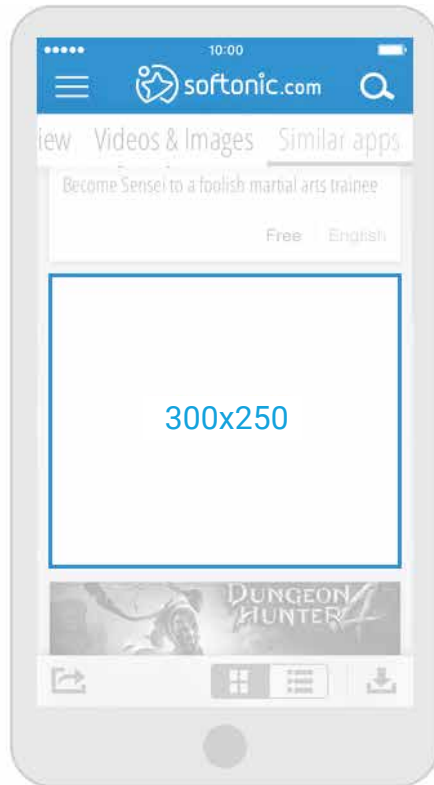 10:00
softonic.com
iew Videos & Images Similar apps
Become Sensei to a foolish martial arts trainee
Free English
300x250
DUNGEON
HUNTER 4